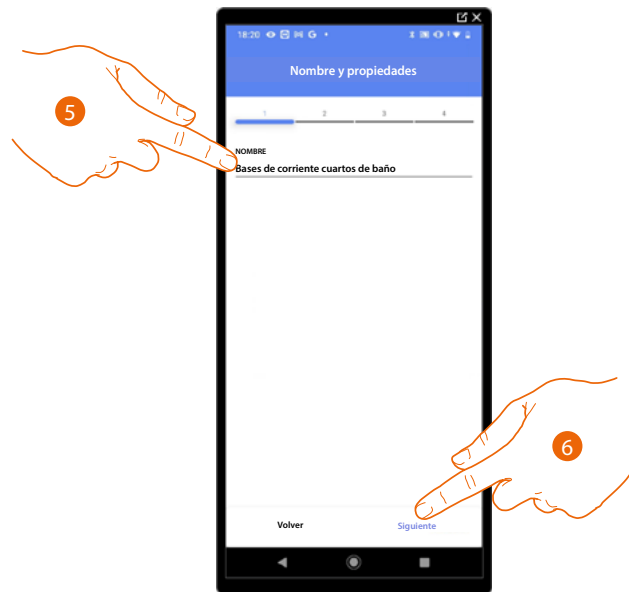 18:20 G
Nombre y propiedades
1 2 3 4
NOMBRE
Bases de corriente cuartos de baño
5
6
Volver Siguiente